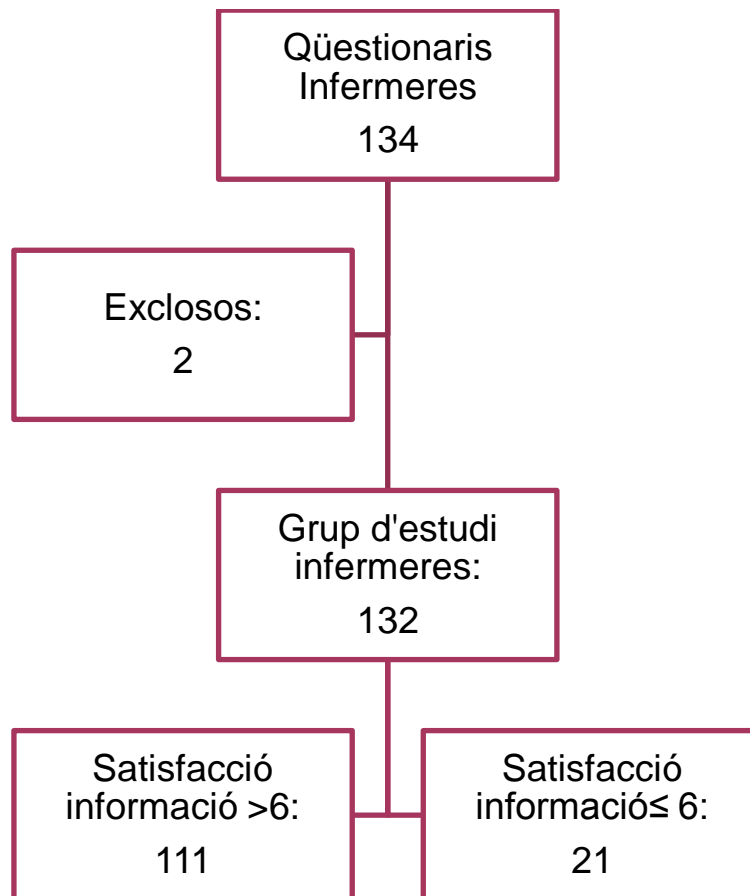 Qüestionaris
Infermeres
134
Exclosos:
2
Grup d'estudi
infermeres:
132
Satisfacció
informació >6:
111
Satisfacció
informació≤ 6:
21